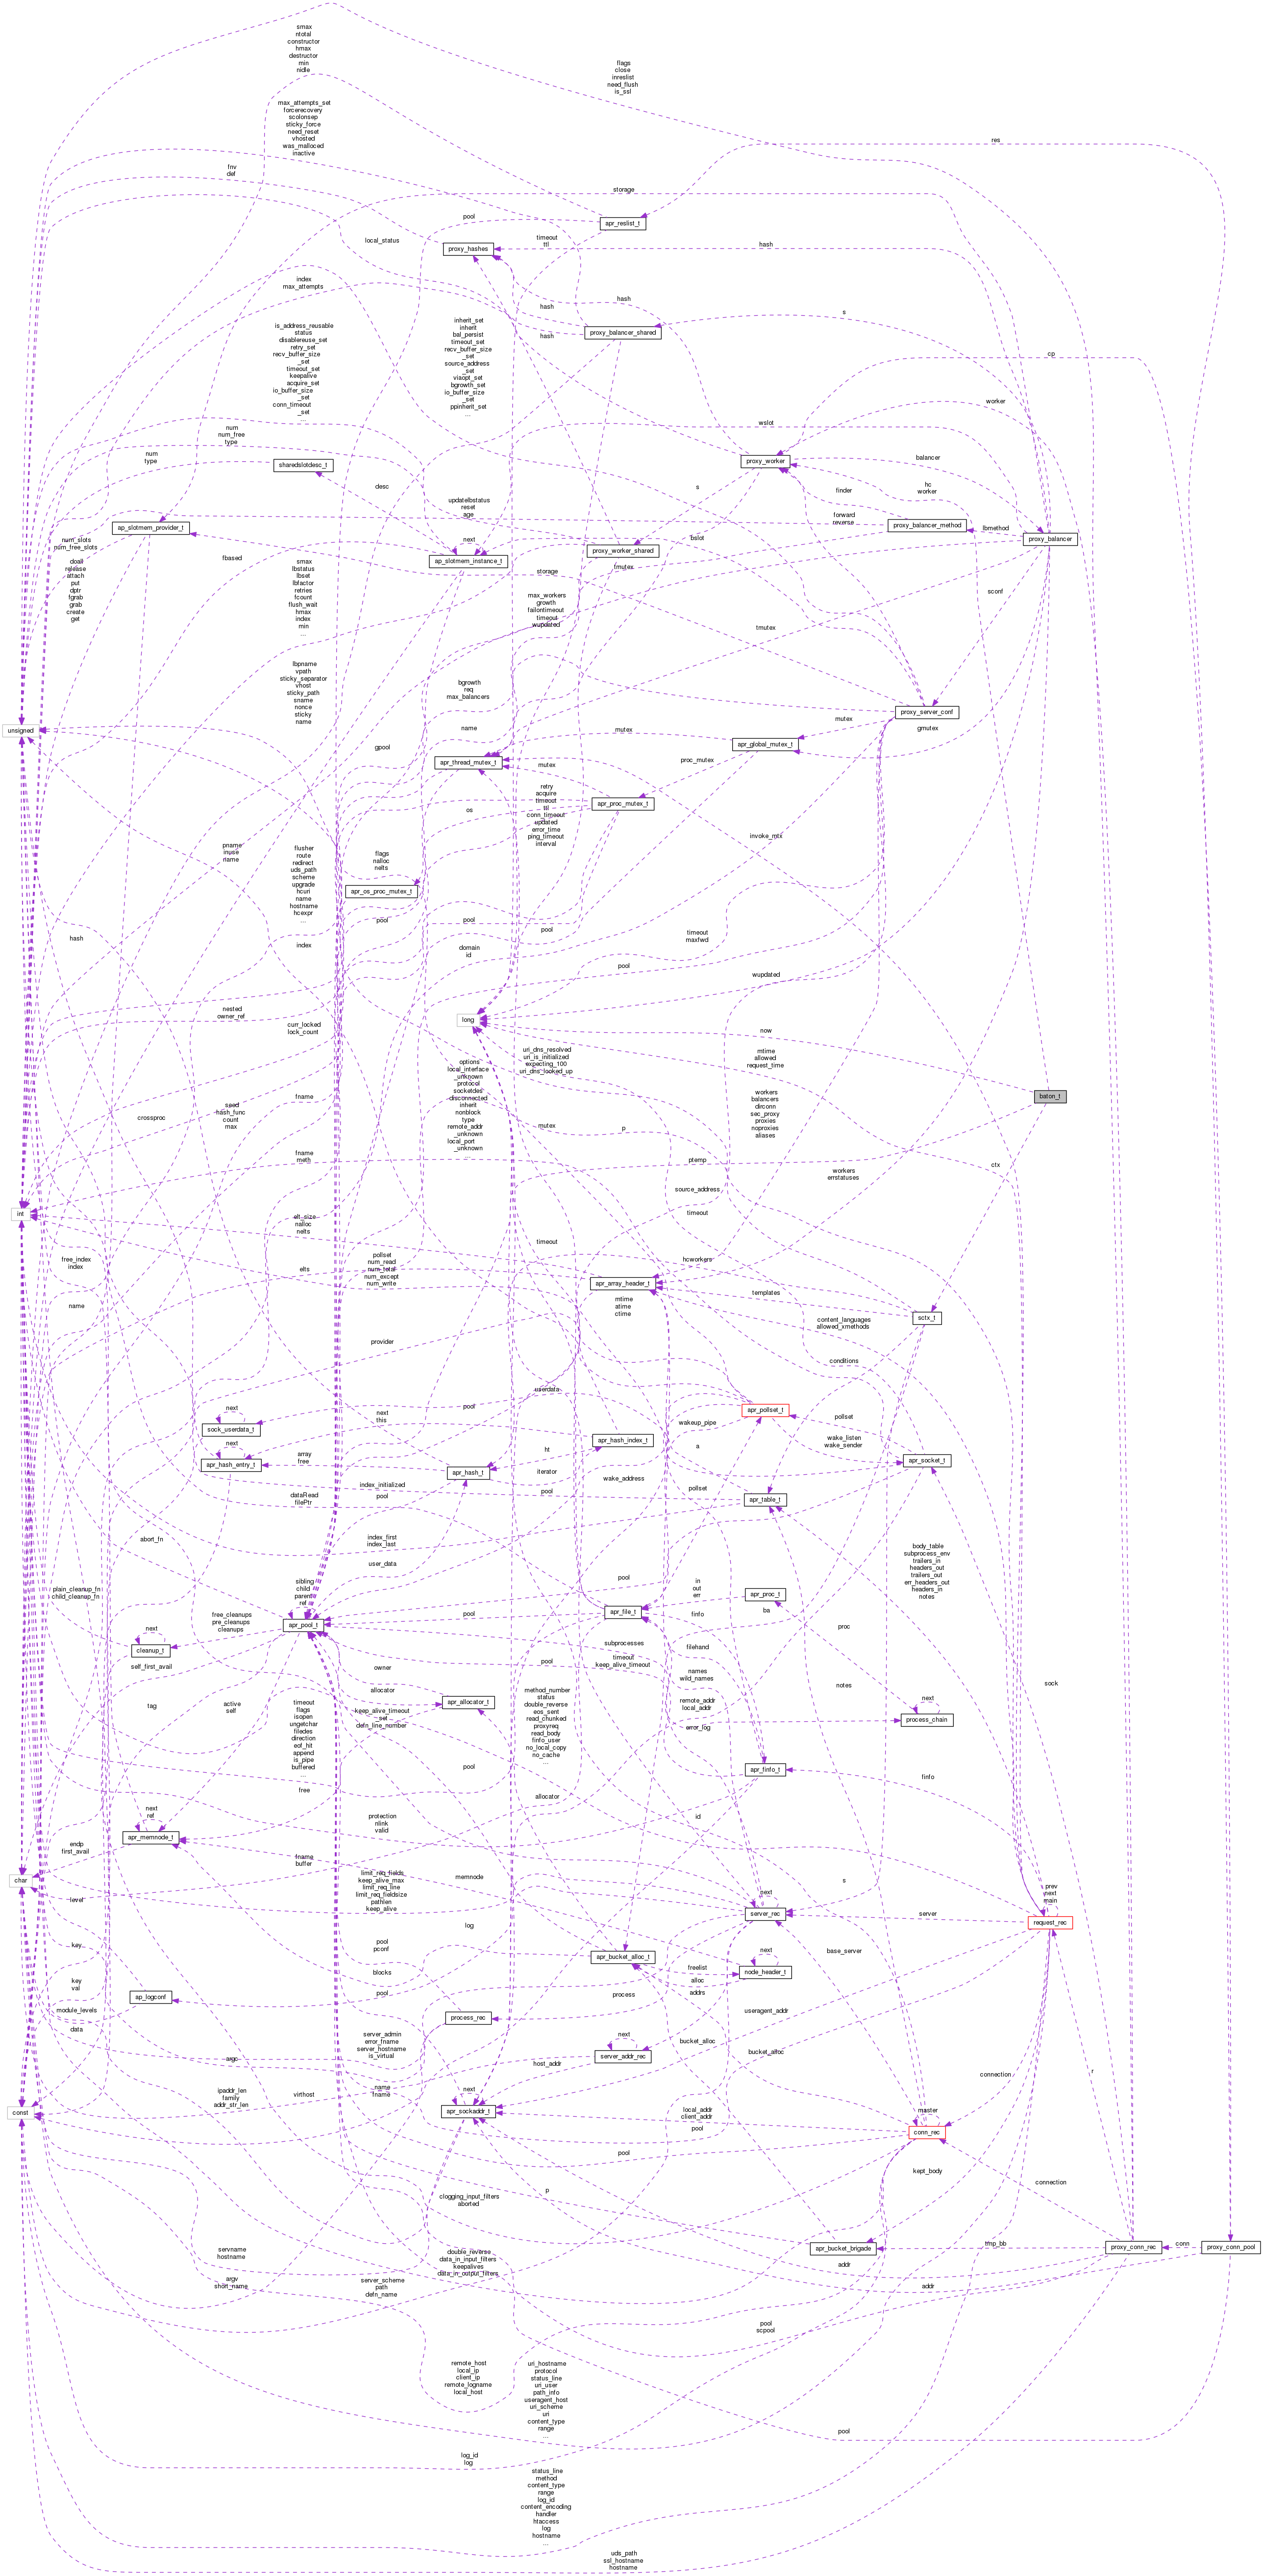 smax
ntotal
constructor
hmax
destructor
min
nidle
flags
close
inreslist
need_flush
is_ssl
max_attempts_set
forcerecovery
scolonsep
sticky_force
need_reset
vhosted
was_malloced
inactive
res
fnv
def
storage
pool
apr_reslist_t
local_status
proxy_hashes
timeout
ttl
hash
index
max_attempts
hash
hash
hash
s
proxy_balancer_shared
is_address_reusable
status
disablereuse_set
retry_set
recv_buffer_size
_set
timeout_set
keepalive
acquire_set
io_buffer_size
_set
conn_timeout
_set
...
inherit_set
inherit
bal_persist
timeout_set
recv_buffer_size
_set
source_address
_set
viaopt_set
bgrowth_set
io_buffer_size
_set
ppinherit_set
...
cp
worker
wslot
num
num_free
type
num
type
sharedslotdesc_t
proxy_worker
balancer
desc
s
finder
hc
worker
updatelbstatus
reset
age
forward
reverse
proxy_balancer_method
lbmethod
proxy_balancer
ap_slotmem_provider_t
num_slots
num_free_slots
next
ap_slotmem_instance_t
proxy_worker_shared
bslot
fbased
storage
tmutex
doall
release
attach
put
dptr
fgrab
grab
create
get
smax
lbstatus
lbset
lbfactor
retries
fcount
flush_wait
hmax
index
min
...
max_workers
growth
failontimeout
timeout
wupdated
sconf
tmutex
lbpname
vpath
sticky_separator
vhost
sticky_path
sname
nonce
sticky
name
bgrowth
req
max_balancers
proxy_server_conf
unsigned
name
mutex
mutex
apr_global_mutex_t
gmutex
gpool
apr_thread_mutex_t
mutex
proc_mutex
retry
acquire
timeout
ttl
conn_timeout
updated
error_time
ping_timeout
interval
os
apr_proc_mutex_t
invoke_mtx
pname
inuse
name
flusher
route
redirect
uds_path
scheme
upgrade
hcuri
name
hostname
hcexpr
...
flags
nalloc
nelts
apr_os_proc_mutex_t
hash
index
pool
pool
pool
domain
id
timeout
maxfwd
pool
wupdated
nested
owner_ref
curr_locked
lock_count
long
now
options
local_interface
_unknown
protocol
socketdes
disconnected
inherit
nonblock
type
remote_addr
_unknown
local_port
_unknown
...
uri_dns_resolved
uri_is_initialized
expecting_100
uri_dns_looked_up
mtime
allowed
request_time
baton_t
crossproc
seed
hash_func
count
max
fname
workers
balancers
dirconn
sec_proxy
proxies
noproxies
aliases
mutex
p
fname
meth
ptemp
ctx
workers
errstatuses
int
elt_size
nalloc
nelts
source_address
timeout
free_index
index
pollset
num_read
num_total
num_except
num_write
timeout
hcworkers
elts
apr_array_header_t
templates
name
mtime
atime
ctime
sctx_t
content_languages
allowed_xmethods
provider
conditions
next
sock_userdata_t
pool
next
this
userdata
apr_pollset_t
pollset
wakeup_pipe
wake_listen
wake_sender
next
apr_hash_entry_t
array
free
apr_hash_t
ht
iterator
apr_hash_index_t
a
apr_socket_t
index_initialized
pool
wake_address
pollset
apr_table_t
dataRead
filePtr
pool
abort_fn
index_first
index_last
user_data
body_table
subprocess_env
trailers_in
headers_out
trailers_out
err_headers_out
headers_in
notes
plain_cleanup_fn
child_cleanup_fn
sibling
child
parent
ref
pool
in
out
err
apr_proc_t
apr_pool_t
pool
apr_file_t
finfo
ba
proc
free_cleanups
pre_cleanups
cleanups
next
cleanup_t
subprocesses
filehand
pool
timeout
keep_alive_timeout
self_first_avail
owner
names
wild_names
notes
sock
allocator
apr_allocator_t
remote_addr
local_addr
next
process_chain
tag
active
self
timeout
flags
isopen
ungetchar
filedes
direction
eof_hit
append
is_pipe
buffered
...
keep_alive_timeout
_set
defn_line_number
method_number
status
double_reverse
eos_sent
read_chunked
proxyreq
read_body
finfo_user
no_local_copy
no_cache
...
error_log
apr_finfo_t
finfo
pool
free
allocator
next
ref
apr_memnode_t
protection
nlink
valid
id
endp
first_avail
fname
buffer
char
memnode
limit_req_fields
keep_alive_max
limit_req_line
limit_req_fieldsize
pathlen
keep_alive
s
level
next
server_rec
server
prev
next
main
request_rec
log
key
pool
pconf
apr_bucket_alloc_t
freelist
alloc
next
node_header_t
base_server
blocks
key
val
ap_logconf
pool
addrs
module_levels
process_rec
process
useragent_addr
data
server_admin
error_fname
server_hostname
is_virtual
next
server_addr_rec
bucket_alloc
bucket_alloc
r
argc
host_addr
connection
ipaddr_len
family
addr_str_len
virthost
name
fname
next
apr_sockaddr_t
const
local_addr
client_addr
master
conn_rec
pool
pool
kept_body
connection
clogging_input_filters
aborted
p
servname
hostname
double_reverse
data_in_input_filters
keepalives
data_in_output_filters
apr_bucket_brigade
tmp_bb
proxy_conn_rec
conn
proxy_conn_pool
argv
short_name
server_scheme
path
defn_name
addr
addr
pool
scpool
remote_host
local_ip
client_ip
remote_logname
local_host
uri_hostname
protocol
status_line
uri_user
path_info
useragent_host
uri_scheme
uri
content_type
range
...
pool
log_id
log
status_line
method
content_type
range
log_id
content_encoding
handler
htaccess
log
hostname
...
uds_path
ssl_hostname
hostname